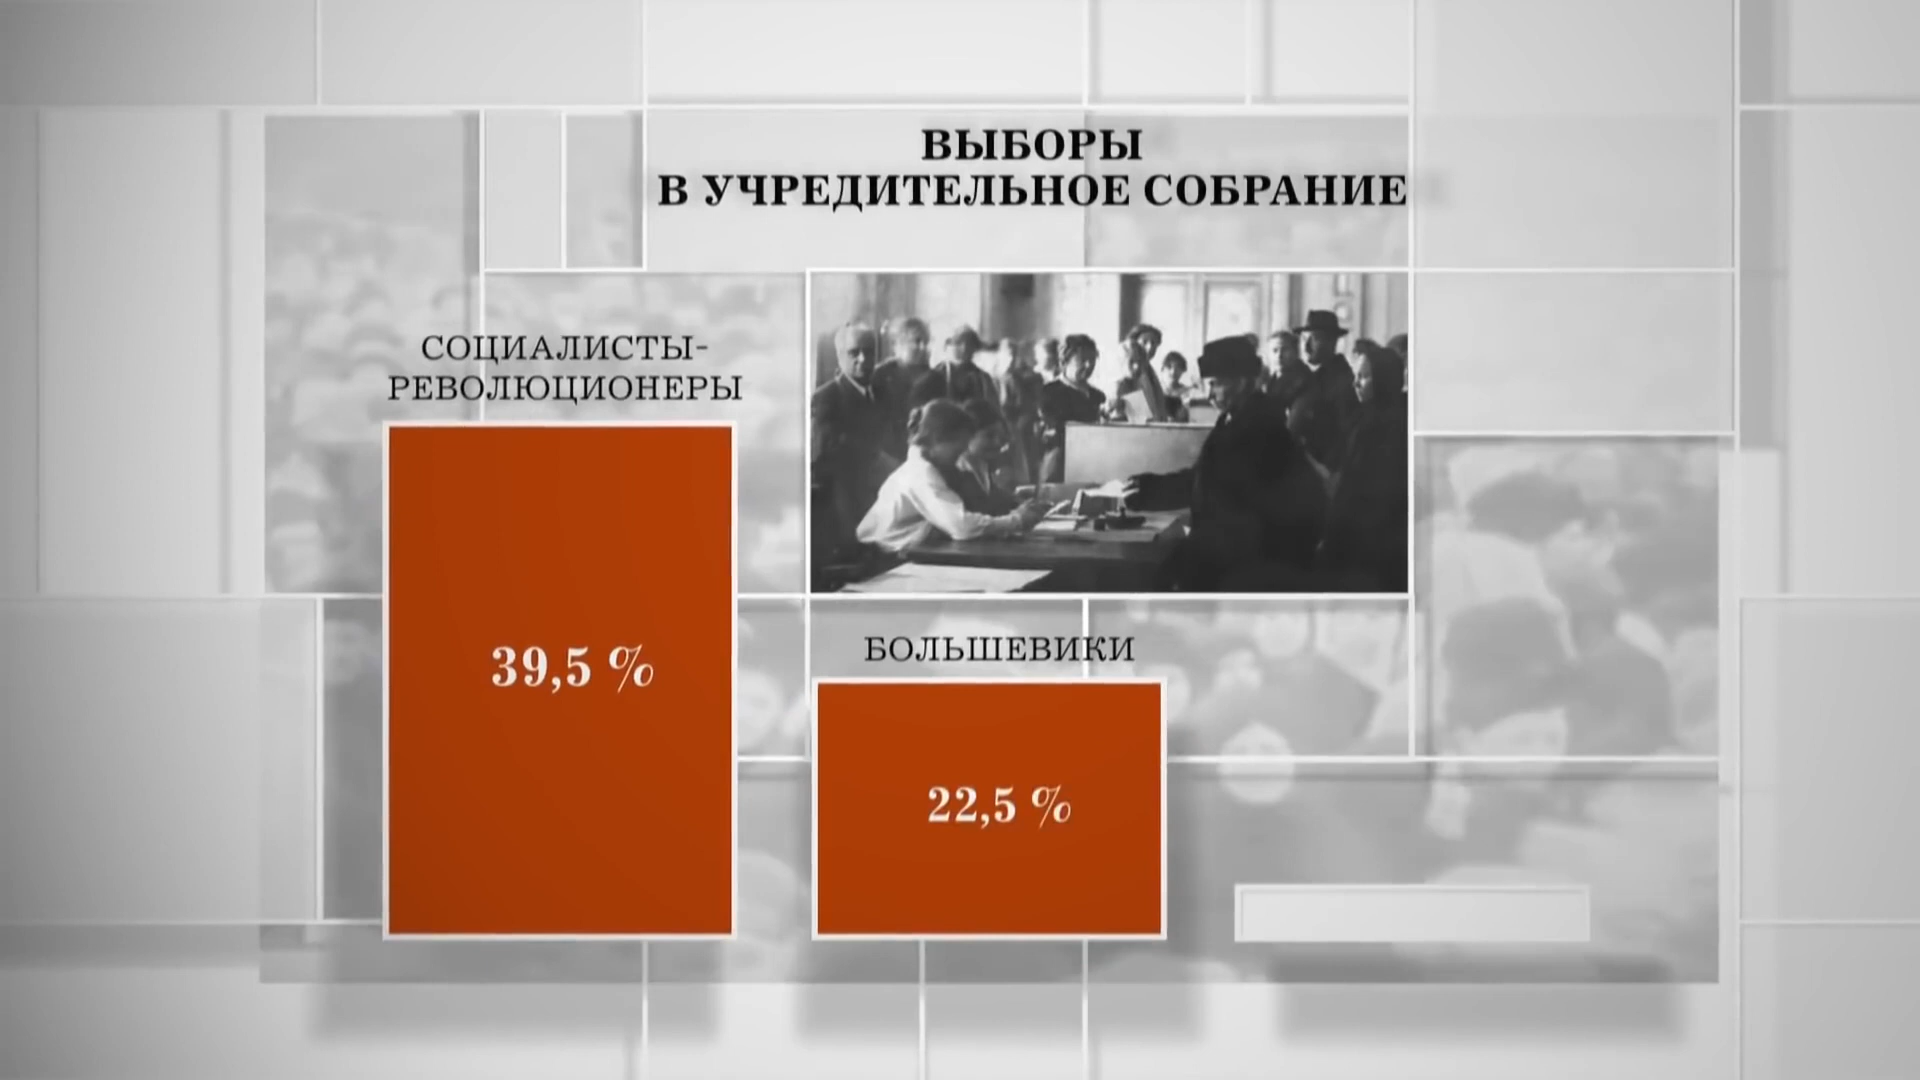 ВЫБОРЫ
В УЧРЕДИТЕЛЬНОЕ СОБРАНИЕ
СОЦИАЛИСТЫ-
РЕВОЛЮЦИОНЕРЫ
39,5 %
БОЛЬШЕВИКИ
22,5 %